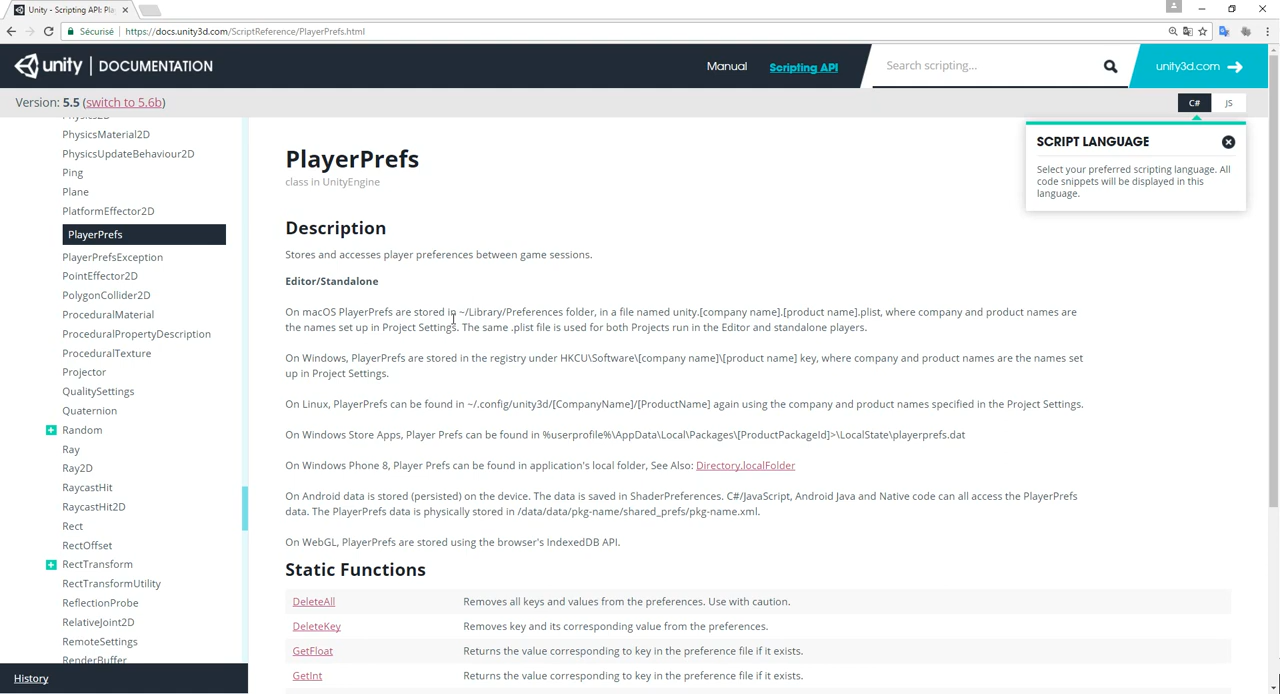 Unity - Scripting API: Pla
Sécurisé
https://docs.unity3d.com/ScriptReference/PlayerPrefs.html
unity | DOCUMENTATION
Manual
Scripting API
Search scripting...
unity3d.com
Version: 5.5 (switch to 5.6b)
C#
JS
SCRIPT LANGUAGE
Select your preferred scripting language. All
code snippets will be displayed in this
language.
PhysicsMaterial2D
PhysicsUpdateBehaviour2D
Ping
Plane
PlatformEffector2D
PlayerPrefs
PlayerPrefsException
PointEffector2D
PolygonCollider2D
ProceduralMaterial
ProceduralPropertyDescription
ProceduralTexture
Projector
QualitySettings
Quaternion
Random
Ray
Ray2D
RaycastHit
RaycastHit2D
Rect
RectOffset
RectTransform
RectTransformUtility
ReflectionProbe
RelativeJoint2D
RemoteSettings
RenderBuffer
History
PlayerPrefs
class in UnityEngine
Description
Stores and accesses player preferences between game sessions.
Editor/Standalone
On macOS PlayerPrefs are stored in ~/Library/Preferences folder, in a file named unity.[company name].[product name].plist, where company and product names are
the names set up in Project Settings. The same .plist file is used for both Projects run in the Editor and standalone players.
On Windows, PlayerPrefs are stored in the registry under HKCU\Software\[company name]\[product name] key, where company and product names are the names set
up in Project Settings.
On Linux, PlayerPrefs can be found in ~/.config/unity3d/[CompanyName]/[ProductName] again using the company and product names specified in the Project Settings.
On Windows Store Apps, Player Prefs can be found in %userprofile%\AppData\Local\Packages\[ProductPackageId]>\LocalState\playerprefs.dat
On Windows Phone 8, Player Prefs can be found in application's local folder, See Also: Directory.localFolder
On Android data is stored (persisted) on the device. The data is saved in ShaderPreferences. C#/JavaScript, Android Java and Native code can all access the PlayerPrefs
data. The PlayerPrefs data is physically stored in /data/data/pkg-name/shared_prefs/pkg-name.xml.
On WebGL, PlayerPrefs are stored using the browser's IndexedDB API.
Static Functions
DeleteAll Removes all keys and values from the preferences. Use with caution.
DeleteKey Removes key and its corresponding value from the preferences.
GetFloat Returns the value corresponding to key in the preference file if it exists.
GetInt Returns the value corresponding to key in the preference file if it exists.